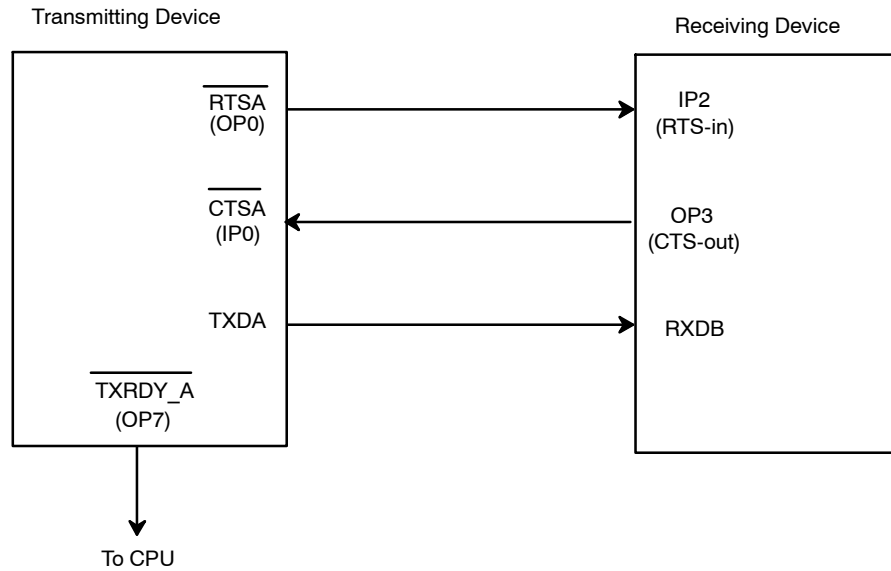 Transmitting Device
Receiving Device
RTSA
(OP0)
IP2
(RTS-in)
CTSA
(IP0)
OP3
(CTS-out)
TXDA
RXDB
TXRDY_A
(OP7)
To CPU